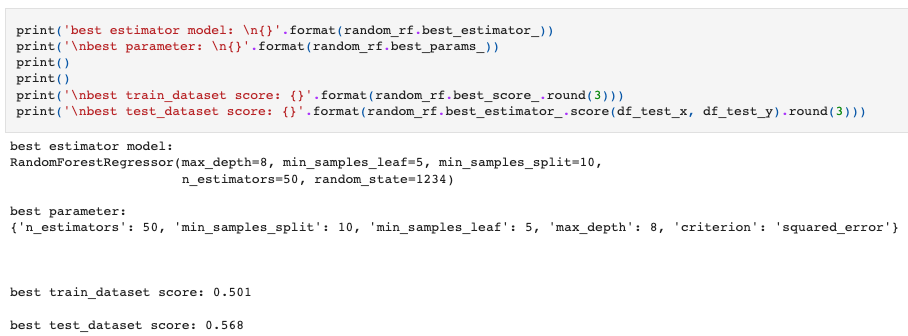 print('best estimator model: \n{}'.format(random_rf.best_estimator_))
print('\nbest parameter: \n{}'.format(random_rf.best_params_))
print()
print()
print('\nbest train_dataset score: {}'.format(random_rf.best_score_.round(3)))
print('\nbest test_dataset score: {}'.format(random_rf.best_estimator_.score(df_test_x, df_test_y).round(3)))
best estimator model:
RandomForestRegressor(max_depth=8, min_samples_leaf=5, min_samples_split=10,
                      n_estimators=50, random_state=1234)
best parameter:
{'n_estimators': 50, 'min_samples_split': 10, 'min_samples_leaf': 5, 'max_depth': 8, 'criterion': 'squared_error'}
best train_dataset score: 0.501
best test_dataset score: 0.568